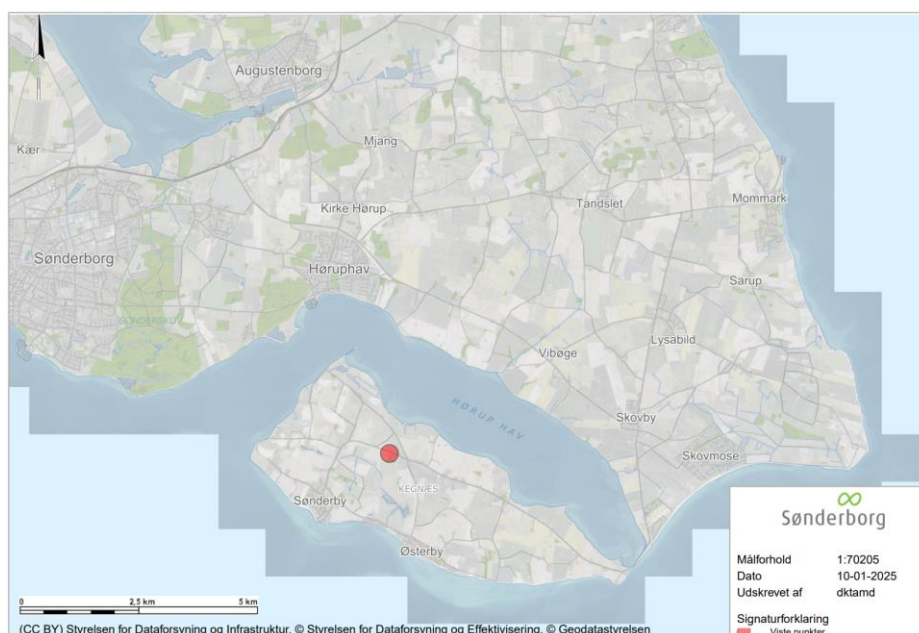 Augustenborg
Kær
Mjang
Kirke Hørup
Tandslet
Mommark
Sønderborg
Høruphav
SØNDERSKOV
Sarup
Lysabild
Vibøge
HØRUP HAV
Skovby
Skovmose
KEGNÆS
Sønderby
Østerby
Sønderborg
Målforhold 1:70205
Dato 10-01-2025
Udskrevet af dktamd
Signaturforklaring
Viste punkter
0 2,5 km 5 km
(CC BY) Styrelsen for Dataforsyning og Infrastruktur, © Styrelsen for Dataforsyning og Effektivisering, © Geodatastyrelsen